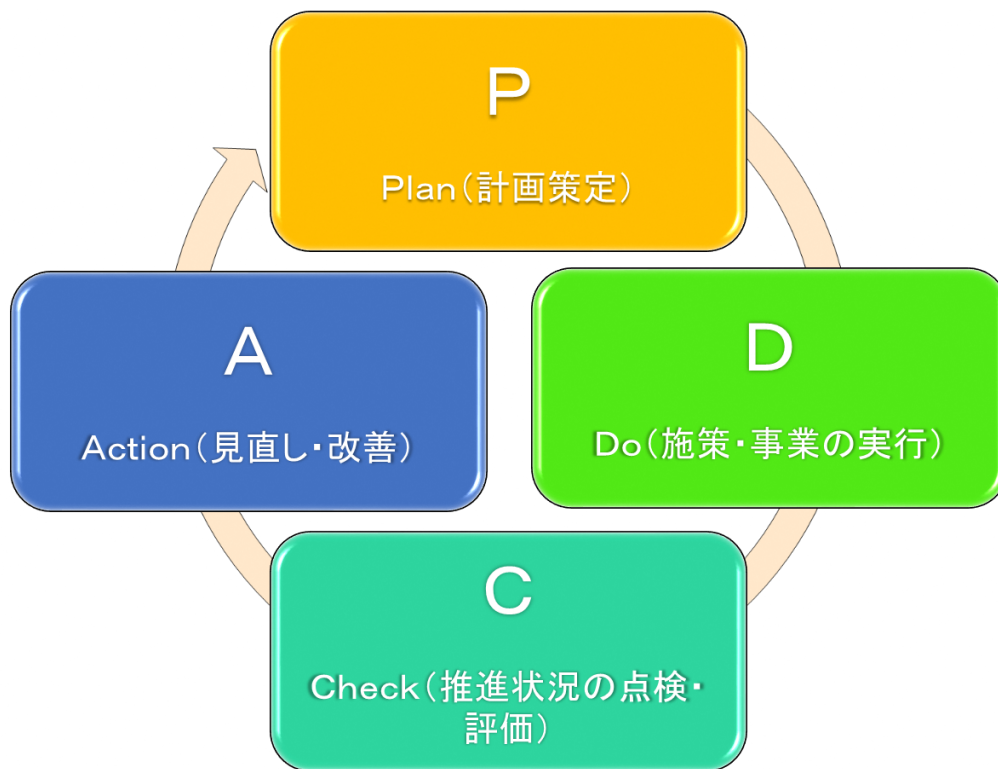 P
Plan（計画策定）
D
Do（施策・事業の実行）
C
Check（推進状況の点検・
評価）
A
Action（見直し・改善）